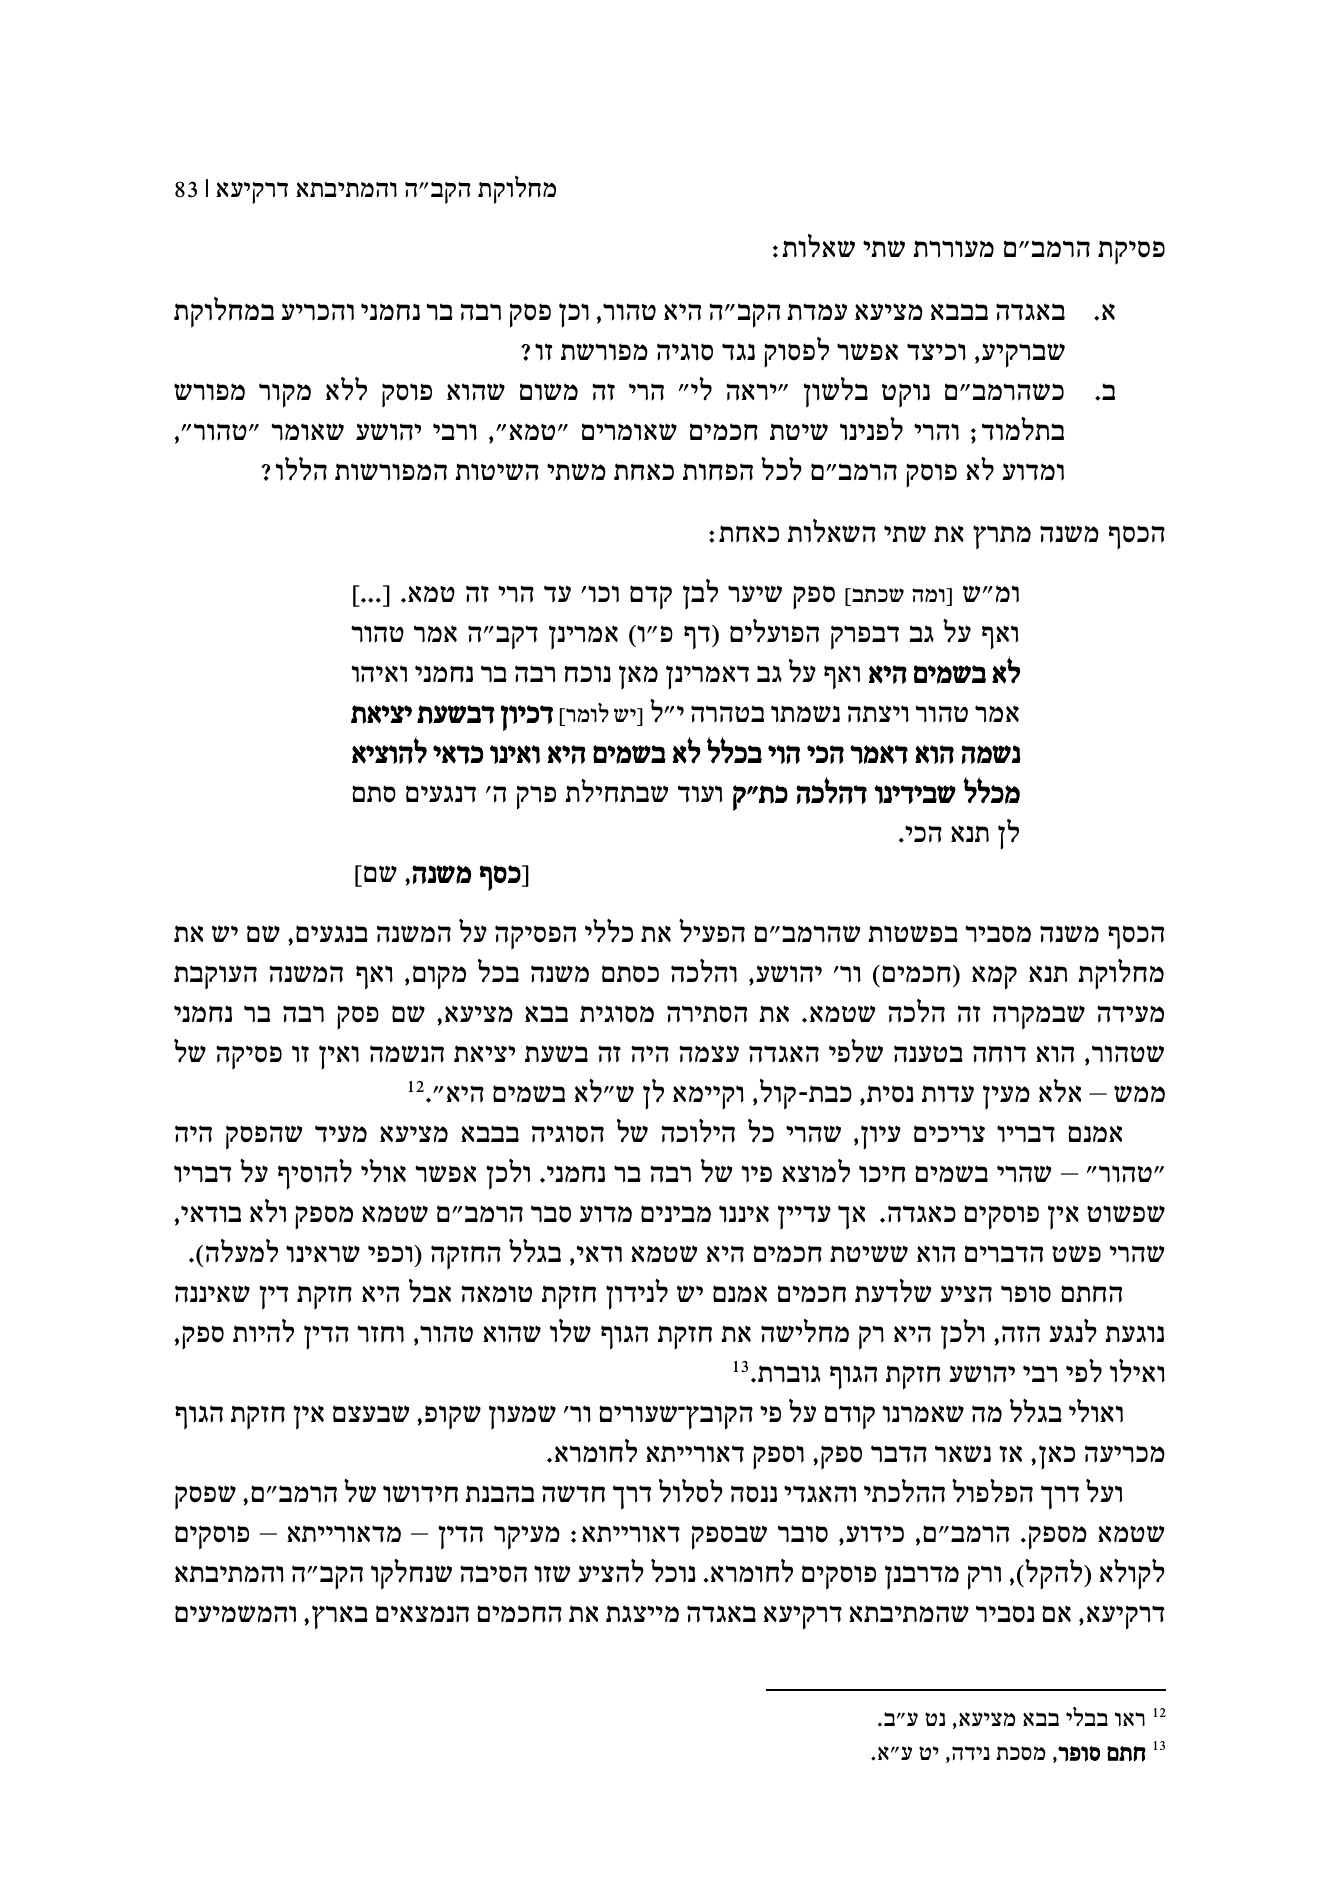 מחלוקת הקב״ה והמתיבתא דרקיעא | 83
פסיקת הרמב״ם מעוררת שתי שאלות:
א. באגדה בבבא מציעא עמדת הקב״ה היא טהור, וכן פסק רבה בר נחמני והכריע במחלוקת
שברקיע, וכיצד אפשר לפסוק נגד סוגיה מפורשת זו?
ב. כשהרמב״ם נוקט בלשון ״יראה לי״ הרי זה משום שהוא פוסק ללא מקור מפורש
בתלמוד; והרי לפנינו שיטת חכמים שאומרים ״טמא״, ורבי יהושע שאומר ״טהור״,
ומדוע לא פוסק הרמב״ם לכל הפחות כאחת משתי השיטות המפורשות הללו?
הכסף משנה מתרץ את שתי השאלות כאחת:
ומ״ש [ומה שכתב] ספק שיער לבן קדם וכו׳ עד הרי זה טמא. [...]
ואף על גב דבפרק הפועלים (דף פ״ו) אמרינן דקב״ה אמר טהור
לא בשמים היא ואף על גב דאמרינן מאן נוכח רבה בר נחמני ואיהו
אמר טהור ויצתה נשמתו בטהרה י״ל [יש לומר] דכיון דבשעת יציאת
נשמה הוא דאמר הכי הוי בכלל לא בשמים היא ואינו כדאי להוציא
מכלל שבידינו דהלכה כת״ק ועוד שבתחילת פרק ה׳ דנגעים סתם
לן תנא הכי.
[כסף משנה, שם]
הכסף משנה מסביר בפשטות שהרמב״ם הפעיל את כללי הפסיקה על המשנה בנגעים, שם יש את
מחלוקת תנא קמא (חכמים) ור׳ יהושע, והלכה כסתם משנה בכל מקום, ואף המשנה העוקבת
מעידה שבמקרה זה הלכה שטמא. את הסתירה מסוגית בבא מציעא, שם פסק רבה בר נחמני
שטהור, הוא דוחה בטענה שלפי האגדה עצמה היה זה בשעת יציאת הנשמה ואין זו פסיקה של
ממש – אלא מעין עדות נסית, כבת-קול, וקיימא לן ש״לא בשמים היא״.12
אמנם דבריו צריכים עיון, שהרי כל הילוכה של הסוגיה בבבא מציעא מעיד שהפסק היה
״טהור״ – שהרי בשמים חיכו למוצא פיו של רבה בר נחמני. ולכן אפשר אולי להוסיף על דבריו
שפשוט אין פוסקים כאגדה. אך עדיין איננו מבינים מדוע סבר הרמב״ם שטמא מספק ולא בודאי,
שהרי פשט הדברים הוא ששיטת חכמים היא שטמא ודאי, בגלל החזקה (וכפי שראינו למעלה).
החתם סופר הציע שלדעת חכמים אמנם יש לנידון חזקת טומאה אבל היא חזקת דין שאיננה
נוגעת לנגע הזה, ולכן היא רק מחלישה את חזקת הגוף שלו שהוא טהור, וחזר הדין להיות ספק,
ואילו לפי רבי יהושע חזקת הגוף גוברת.13
ואולי בגלל מה שאמרנו קודם על פי הקובץ־שעורים ור׳ שמעון שקופ, שבעצם אין חזקת הגוף
מכריעה כאן, אז נשאר הדבר ספק, וספק דאורייתא לחומרא.
ועל דרך הפלפול ההלכתי והאגדי ננסה לסלול דרך חדשה בהבנת חידושו של הרמב״ם, שפסק
שטמא מספק. הרמב״ם, כידוע, סובר שבספק דאורייתא: מעיקר הדין – מדאורייתא – פוסקים
לקולא (להקל), ורק מדרבנן פוסקים לחומרא. נוכל להציע שזו הסיבה שנחלקו הקב״ה והמתיבתא
דרקיעא, אם נסביר שהמתיבתא דרקיעא באגדה מייצגת את החכמים הנמצאים בארץ, והמשמיעים
12 ראו בבלי בבא מציעא, נט ע״ב.
13 חתם סופר, מסכת נידה, יט ע״א.